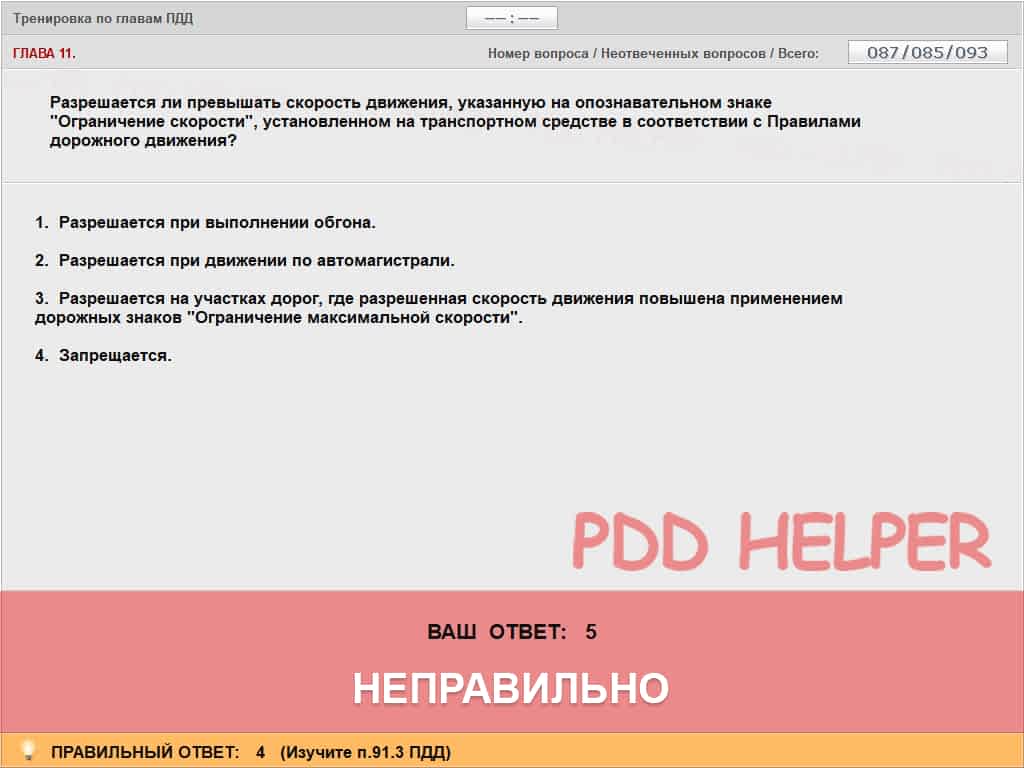 Тренировка по главам ПДД
—— : ——
ГЛАВА 11.
Номер вопроса / Неотвеченных вопросов / Всего:
087/085/093
Разрешается ли превышать скорость движения, указанную на опознавательном знаке
"Ограничение скорости", установленном на транспортном средстве в соответствии с Правилами
дорожного движения?
1. Разрешается при выполнении обгона.
2. Разрешается при движении по автомагистрали.
3. Разрешается на участках дорог, где разрешенная скорость движения повышена применением
дорожных знаков "Ограничение максимальной скорости".
4. Запрещается.
PDD HELPER
ВАШ ОТВЕТ: 5
НЕПРАВИЛЬНО
ПРАВИЛЬНЫЙ ОТВЕТ: 4 (Изучите п.91.3 ПДД)